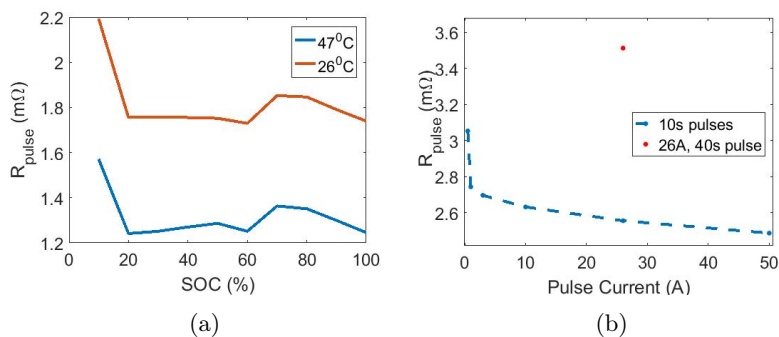 2.2
2
1.8
1.6
1.4
1.2
R_pulse (mΩ)
0 20 40 60 80 100
SOC (%)
47⁰C
26⁰C
(a)
3.6
3.4
3.2
3
2.8
2.6
R_pulse (mΩ)
0 10 20 30 40 50
Pulse Current (A)
10s pulses
26A, 40s pulse
(b)